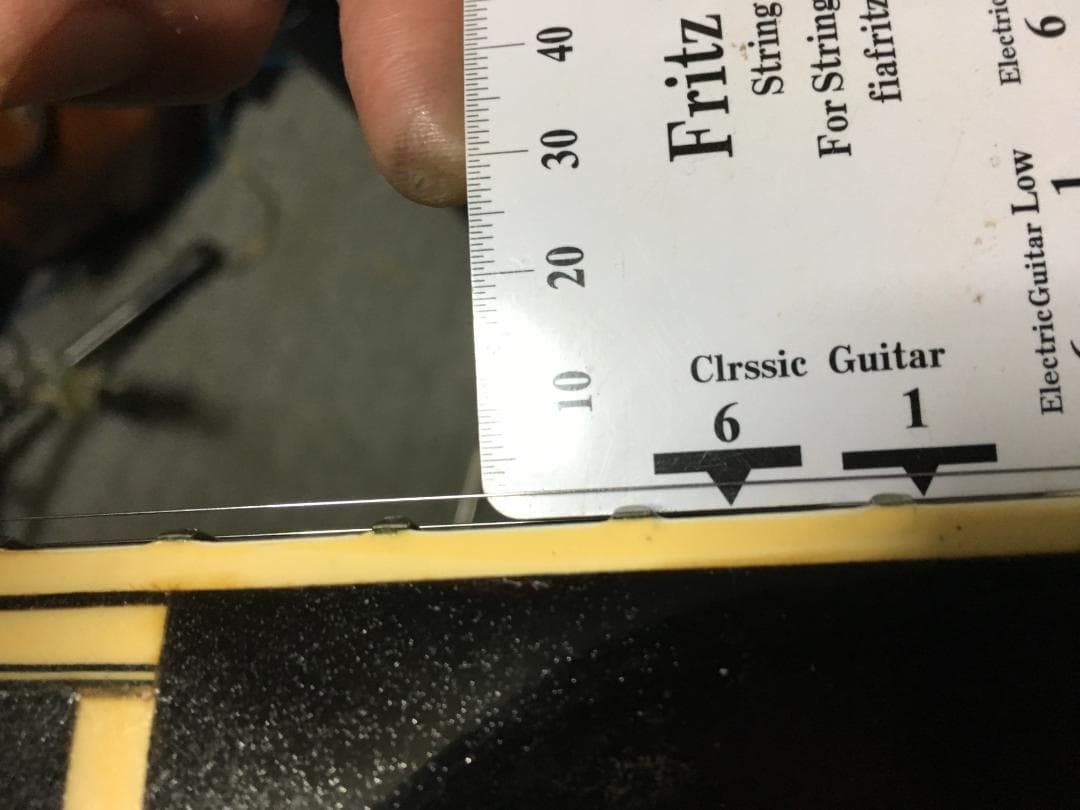 40
30
20
10
Fritz
String
For String
fiafritz
Clrssic Guitar
6 1
Electric
6
ElectricGuitar Low
1